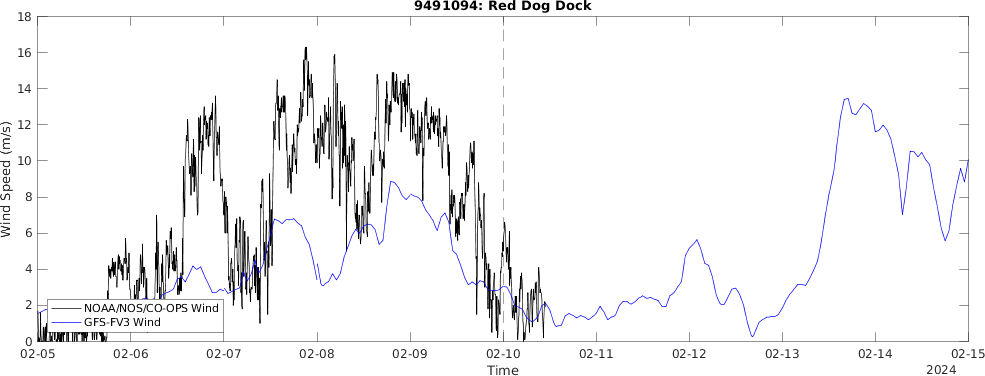 9491094: Red Dog Dock
18
16
14
12
10
8
6
4
2
0
Wind Speed (m/s)
NOAA/NOS/CO-OPS Wind
GFS-FV3 Wind
02-05 02-06 02-07 02-08 02-09 02-10 02-11 02-12 02-13 02-14 02-15
Time
2024